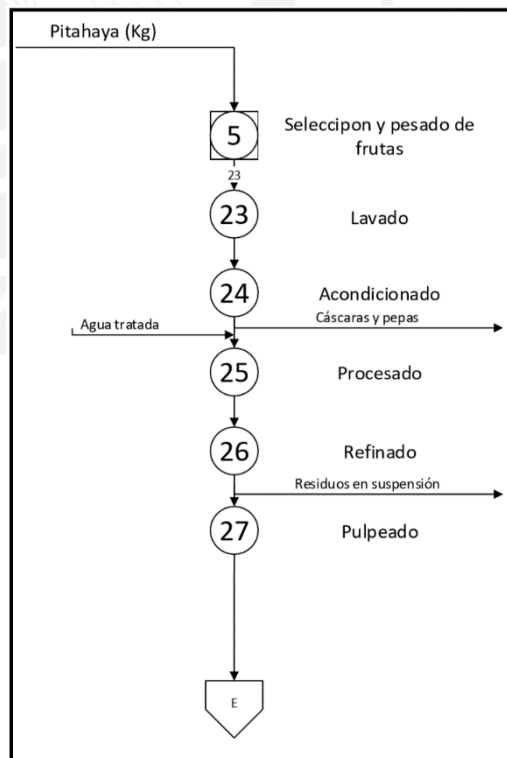 Pitahaya (Kg)
5
Seleccipon y pesado de
frutas
23
23
Lavado
24
Acondicionado
Cáscaras y pepas
Agua tratada
25
Procesado
26
Refinado
Residuos en suspensión
27
Pulpeado
E